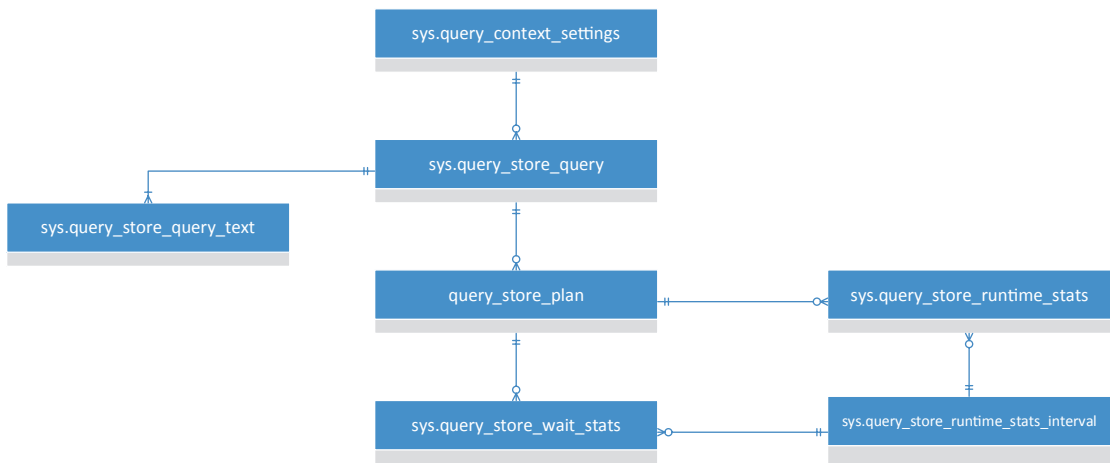 sys.query_context_settings
sys.query_store_query
sys.query_store_query_text
query_store_plan
sys.query_store_runtime_stats
sys.query_store_wait_stats
sys.query_store_runtime_stats_interval